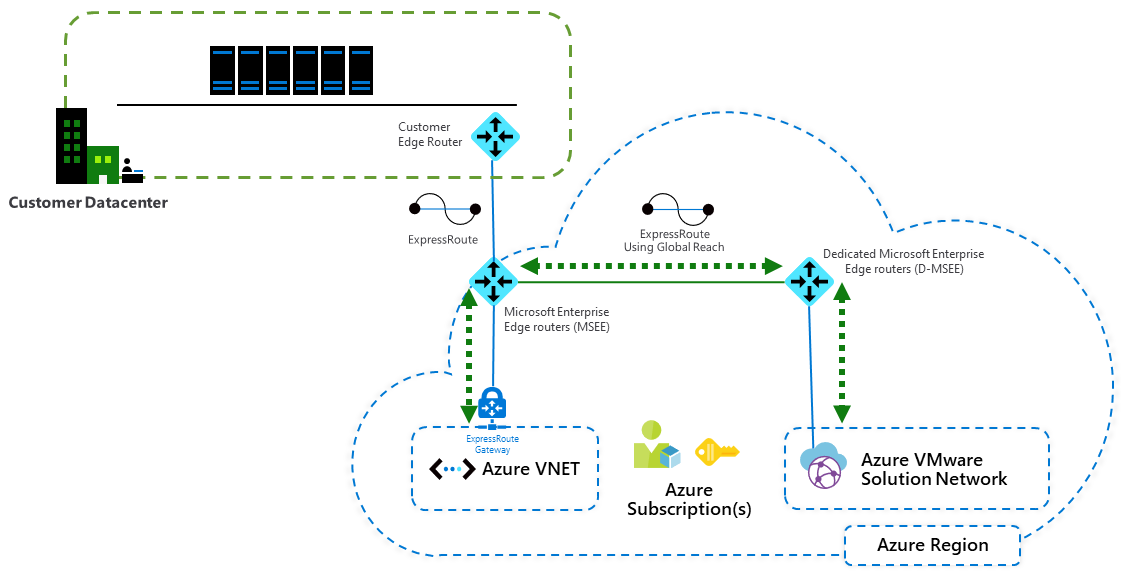 Customer
Edge Router
Customer Datacenter
ExpressRoute
ExpressRoute
Using Global Reach
Dedicated Microsoft Enterprise
Edge routers (D-MSEE)
Microsoft Enterprise
Edge routers (MSEE)
ExpressRoute
Gateway
Azure VNET
Azure
Subscription(s)
Azure VMware
Solution Network
Azure Region